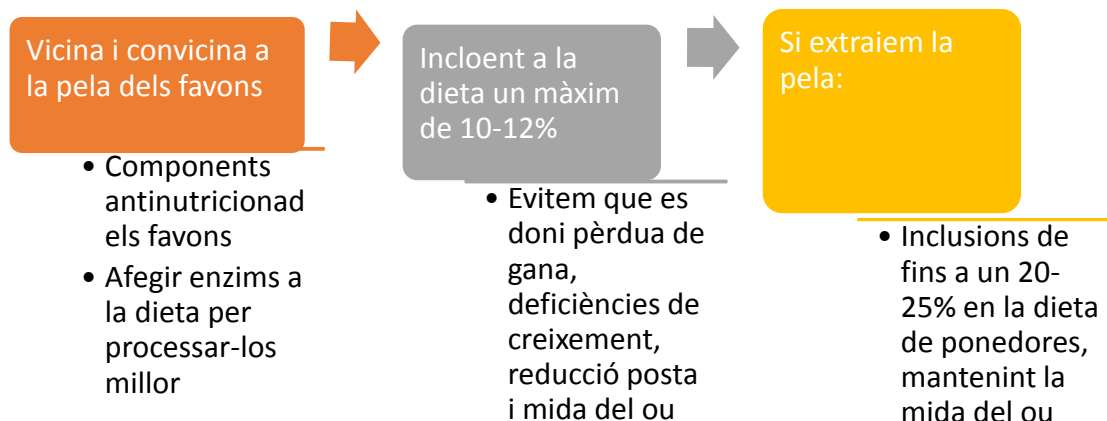 Vicina i convicina a
la pela dels favons
• Components
antinutricionad
els favons
• Afegir enzims a
la dieta per
processar-los
millor
Incloent a la
dieta un màxim
de 10-12%
• Evitem que es
doni pèrdua de
gana,
deficiències de
creixement,
reducció posta
i mida del ou
Si extraiem la
pela:
• Inclusions de
fins a un 20-
25% en la dieta
de ponedores,
mantenint la
mida del ou